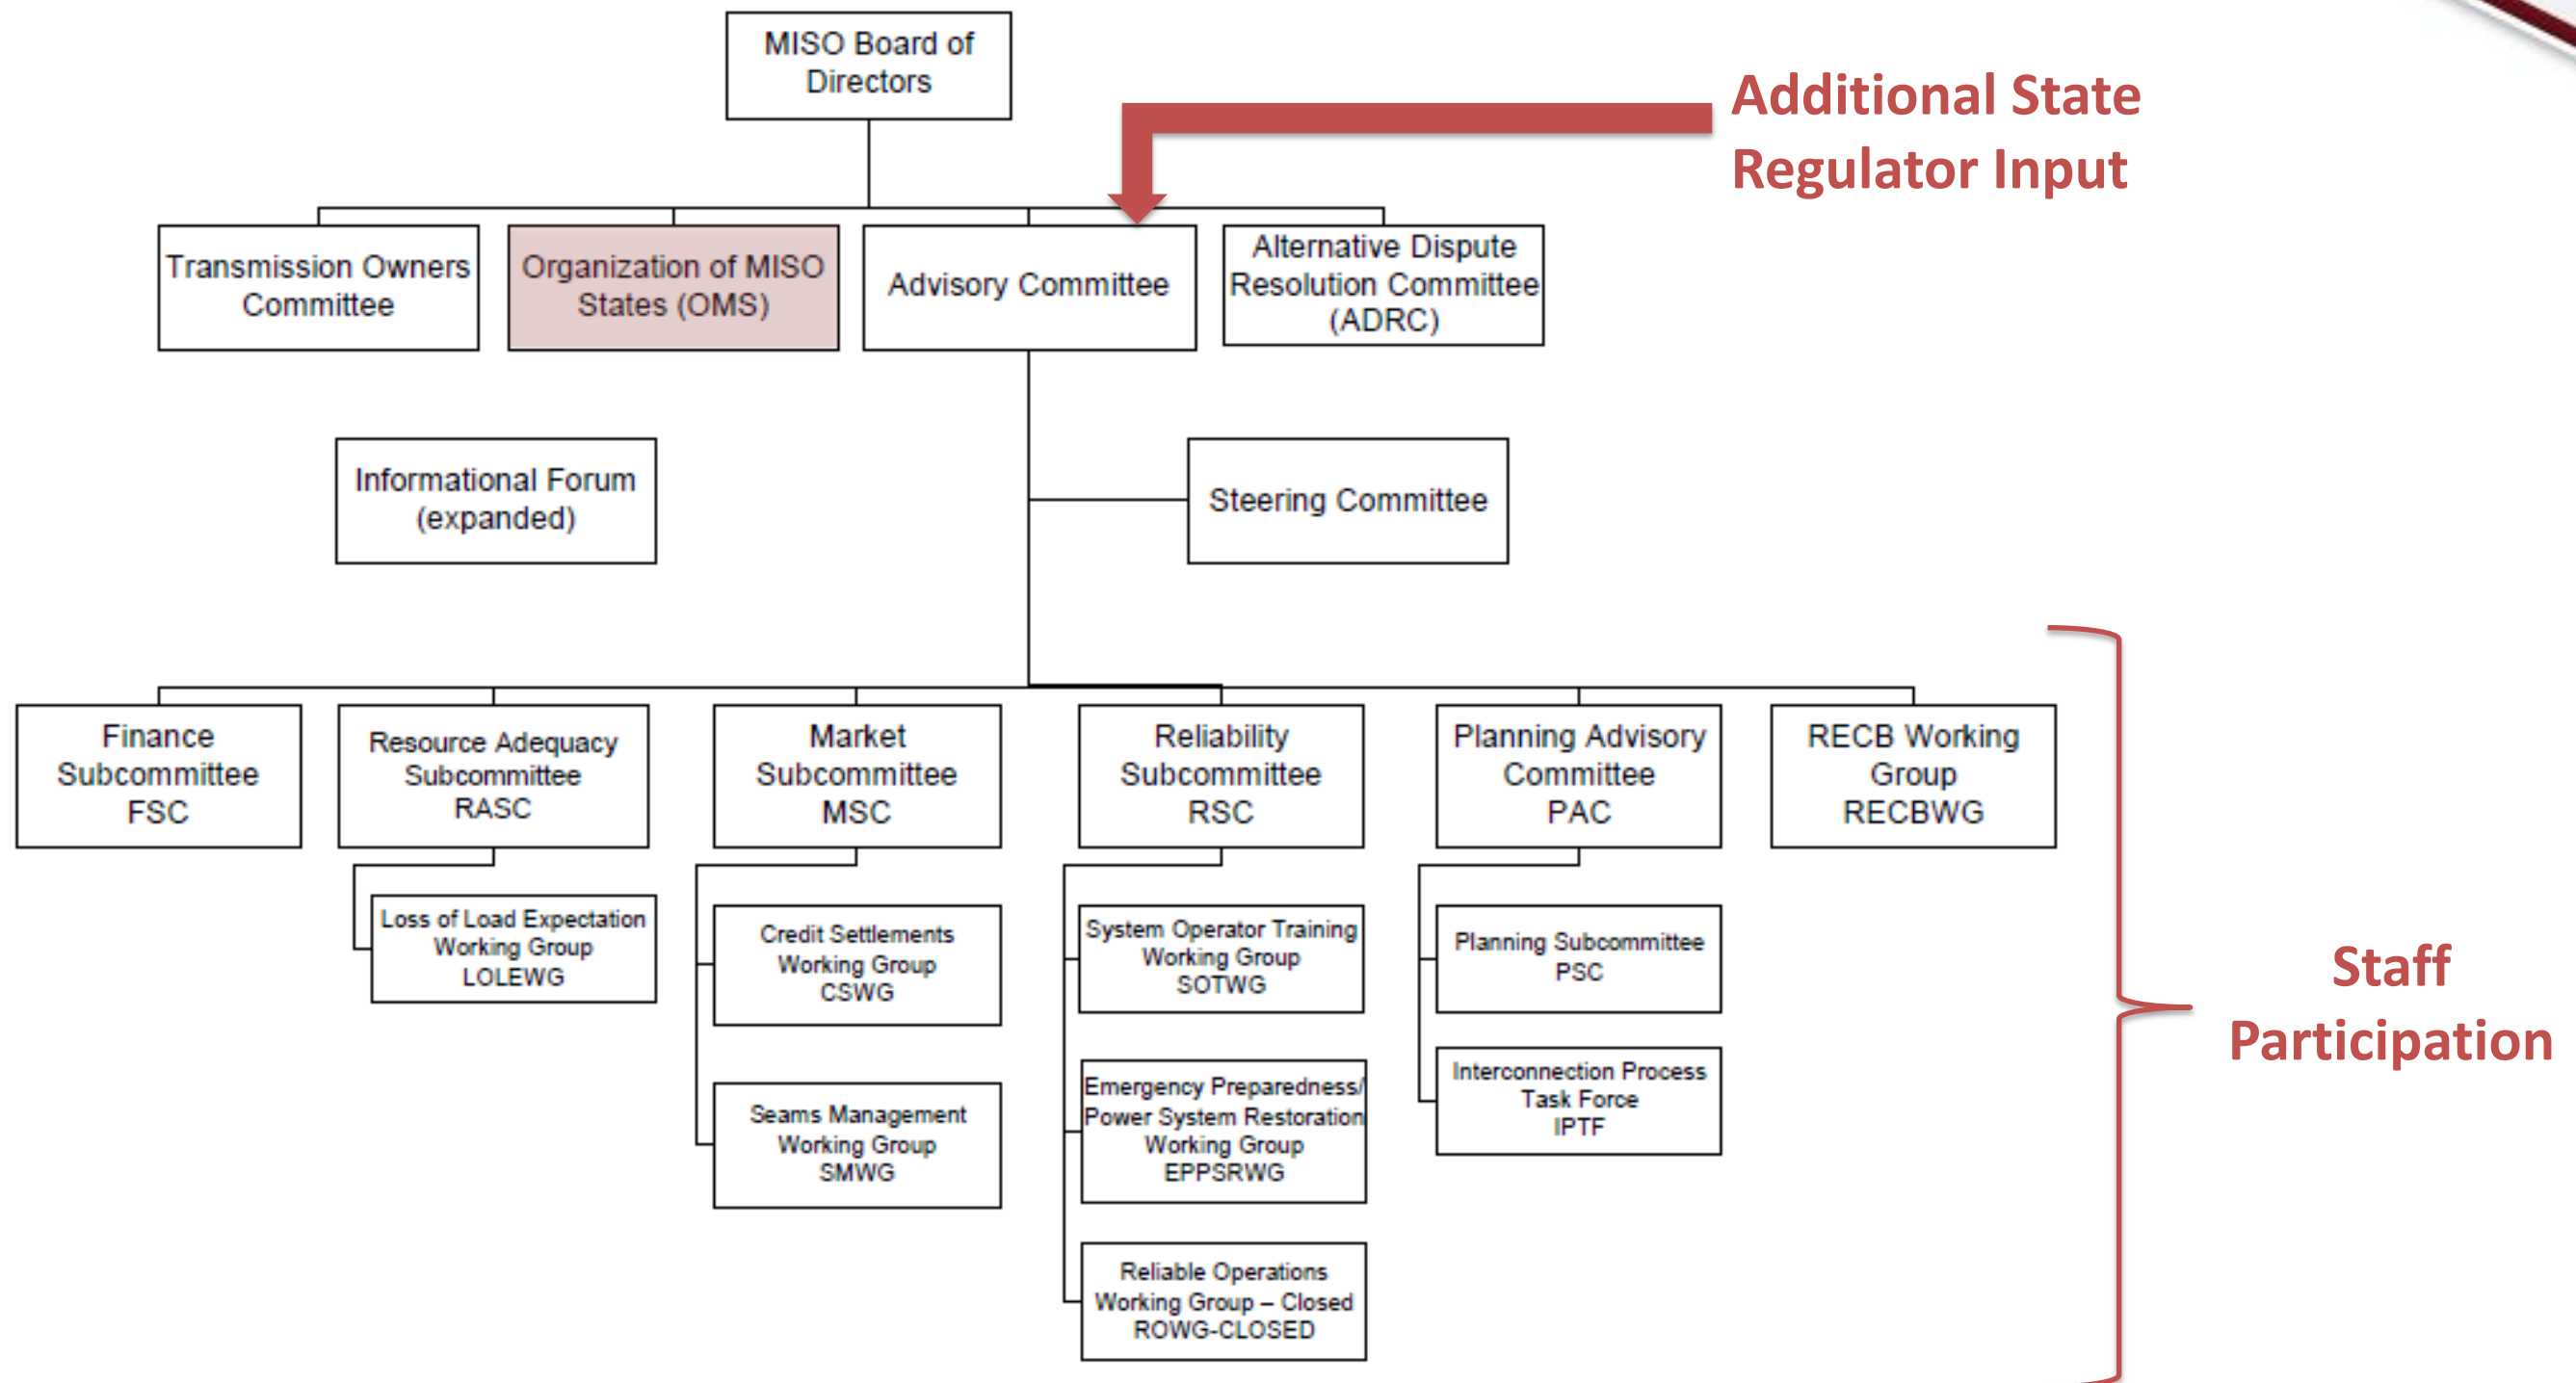 MISO Board of
Directors
Additional State
Regulator Input
Transmission Owners
Committee
Organization of MISO
States (OMS)
Advisory Committee
Alternative Dispute
Resolution Committee
(ADRC)
Informational Forum
(expanded)
Steering Committee
Finance
Subcommittee
FSC
Resource Adequacy
Subcommittee
RASC
Market
Subcommittee
MSC
Reliability
Subcommittee
RSC
Planning Advisory
Committee
PAC
RECB Working
Group
RECBWG
Loss of Load Expectation
Working Group
LOLEWG
Credit Settlements
Working Group
CSWG
Seams Management
Working Group
SMWG
System Operator Training
Working Group
SOTWG
Emergency Preparedness/
Power System Restoration
Working Group
EPPSRWG
Reliable Operations
Working Group – Closed
ROWG-CLOSED
Planning Subcommittee
PSC
Interconnection Process
Task Force
IPTF
Staff
Participation